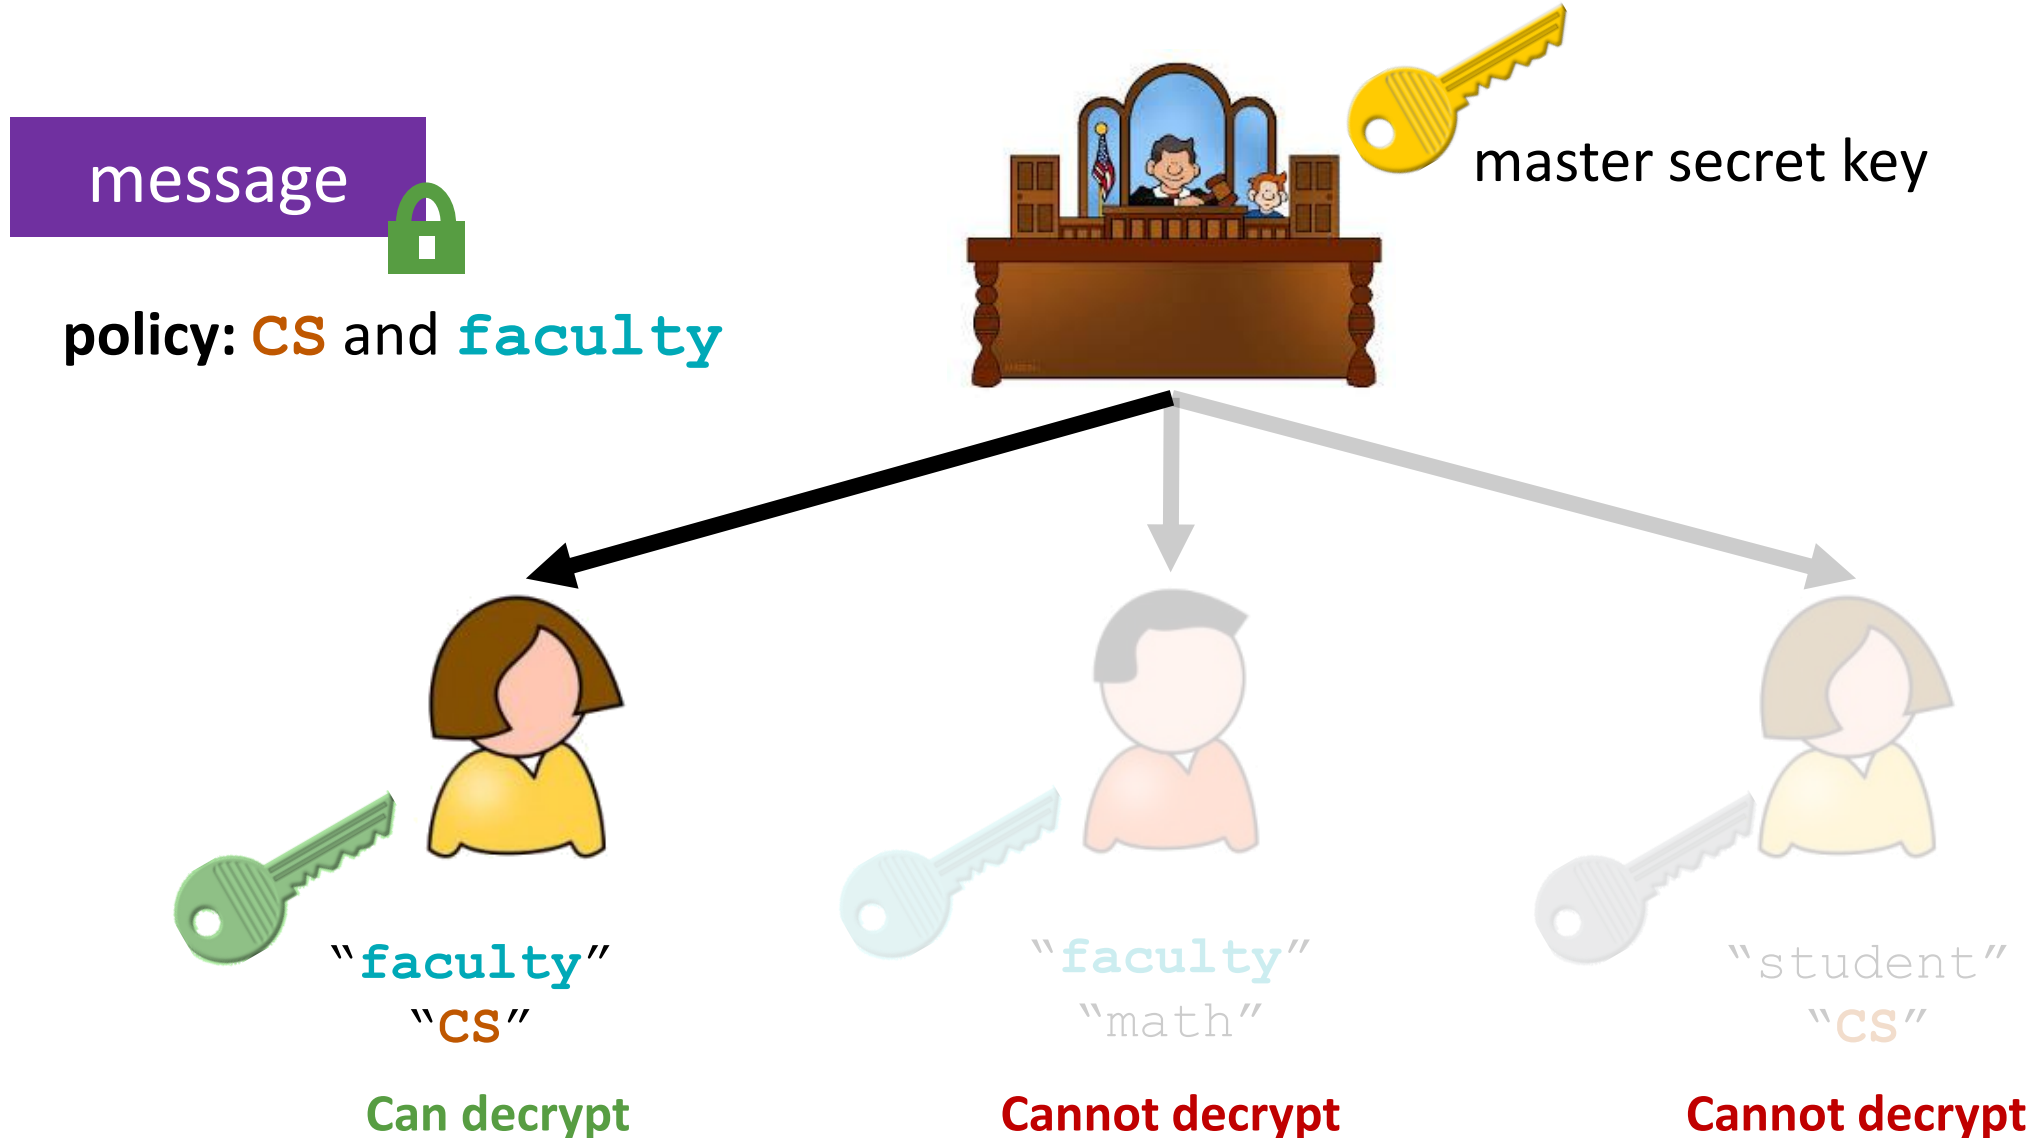 message
master secret key
policy: CS and faculty
“faculty”
“CS”
Can decrypt
“faculty”
“math”
Cannot decrypt
“student”
“CS”
Cannot decrypt